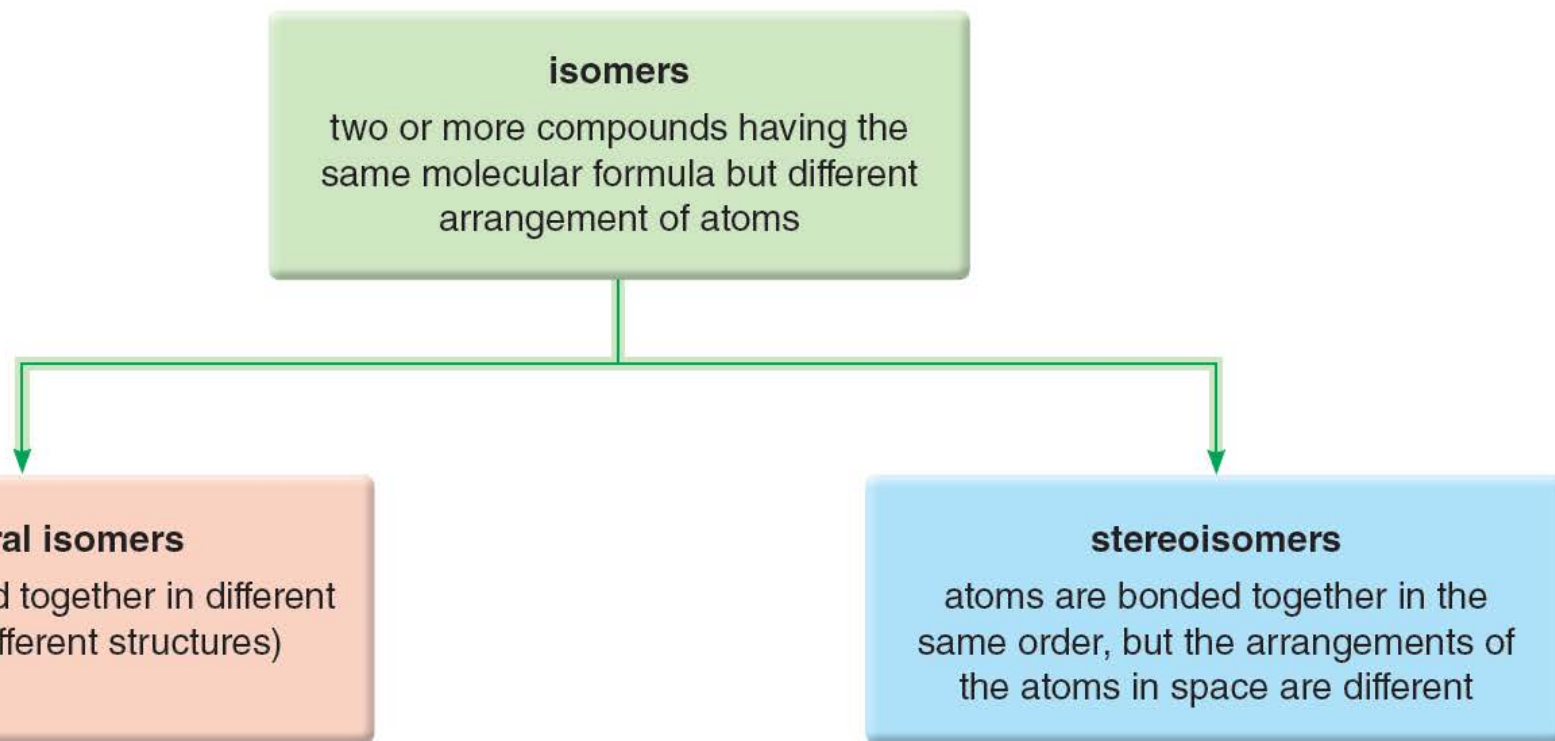 isomers
two or more compounds having the
same molecular formula but different
arrangement of atoms
isomers
together in different
structures)
stereoisomers
atoms are bonded together in the
same order, but the arrangements of
the atoms in space are different